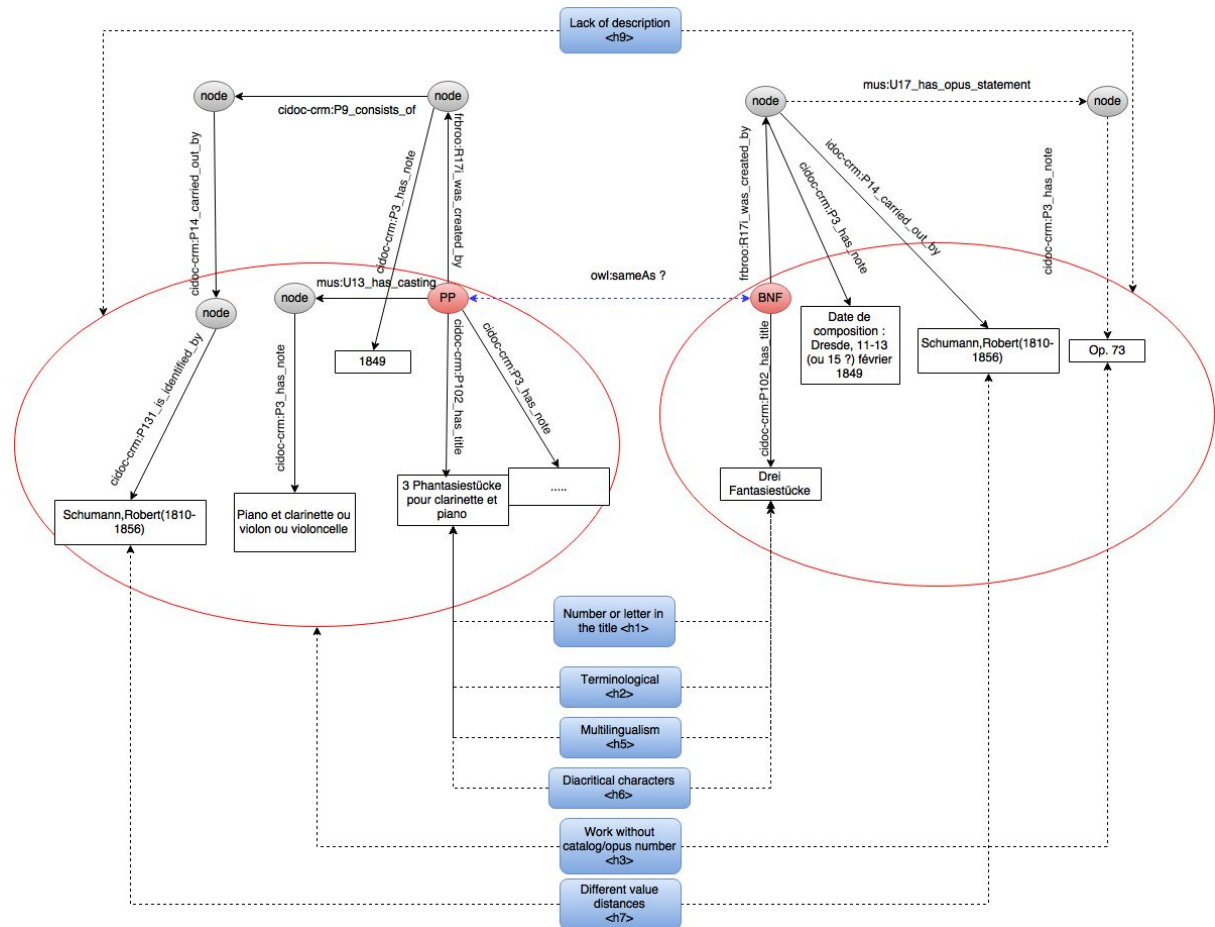 Lack of description
<h9>
node
node
cidoc-crm:P9_consists_of
node
mus:U17_has_opus_statement
node
cidoc-crm:P14_carried_out_by
cidoc-crm:P3_has_note
frbroo:R17i_was_created_by
frbroo:R17i_was_created_by
cidoc-crm:P3_has_note
idoc-crm:P14_carried_out_by
cidoc-crm:P3_has_note
node
node
mus:U13_has_casting
PP
owl:sameAs ?
BNF
1849
Date de
composition :
Dresde, 11-13
(ou 15 ?) février
1849
Schumann,Robert(1810-
1856)
Op. 73
cidoc-crm:P131_is_identified_by
cidoc-crm:P3_has_note
cidoc-crm:P102_has_title
cidoc-crm:P3_has_note
cidoc-crm:P102_has_title
Schumann,Robert(1810-
1856)
Piano et clarinette ou
violon ou violoncelle
3 Phantasiestücke
pour clarinette et
piano
.....
Drei
Fantasiestücke
Number or letter in
the title <h1>
Terminological
<h2>
Multilingualism
<h5>
Diacritical characters
<h6>
Work without
catalog/opus number
<h3>
Different value
distances
<h7>